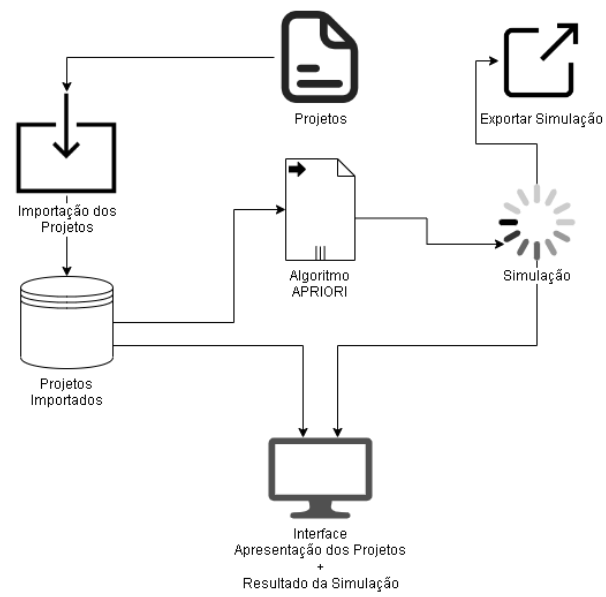 Projetos
Exportar Simulação
Importação dos
Projetos
Algoritmo
APRIORI
Simulação
Projetos
Importados
Interface
Apresentação dos Projetos
+
Resultado da Simulação